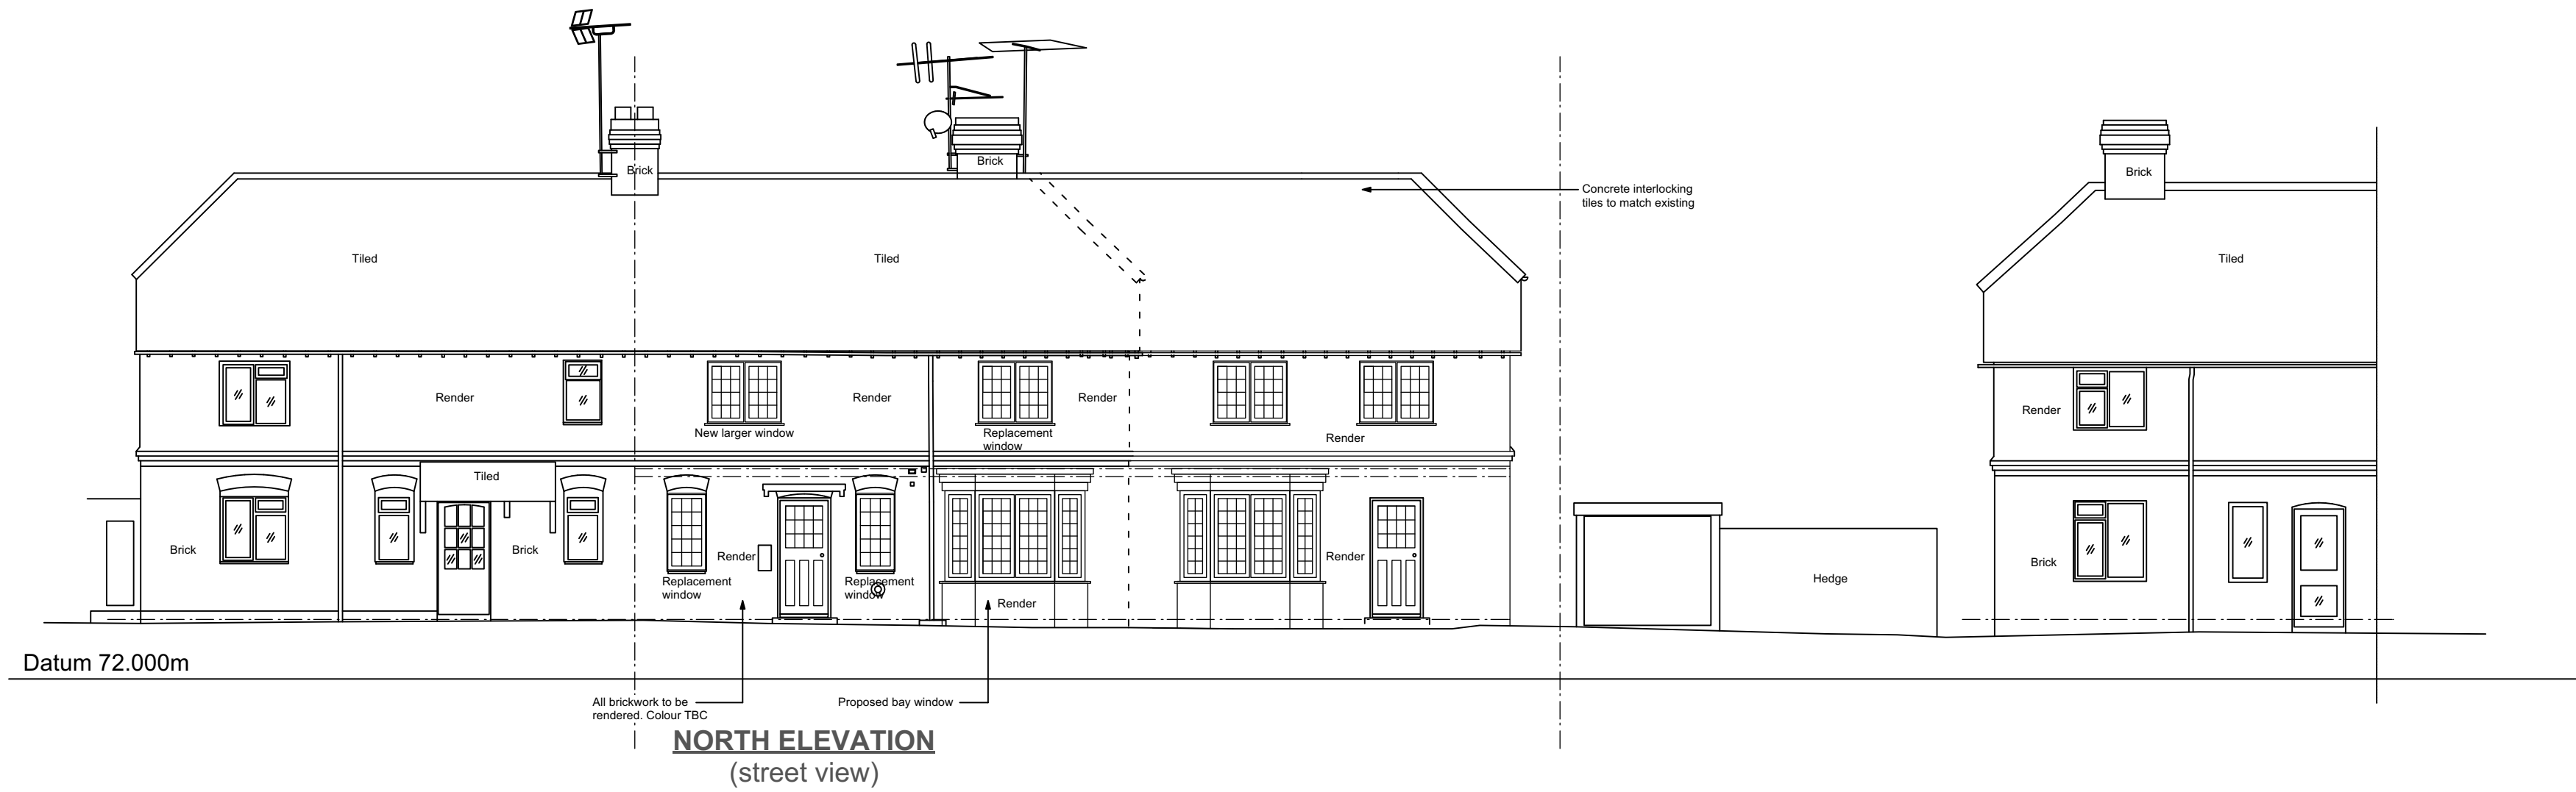 Brick
Brick
Brick
Concrete interlocking
tiles to match existing
Tiled
Tiled
Tiled
Render
Render
Render
Render
New larger window
Replacement
window
Render
Tiled
Brick
Brick
Render
Render
Brick
Replacement
window
Replacement
window
Hedge
Render
Datum 72.000m
All brickwork to be
rendered. Colour TBC
Proposed bay window
NORTH ELEVATION
(street view)